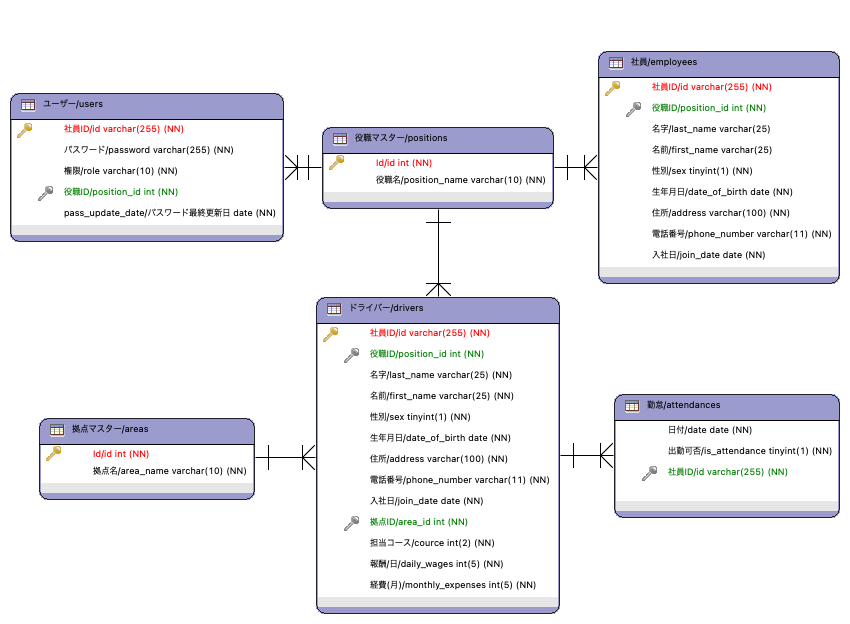 ユーザー/users
社員ID/id varchar(255) (NN)
パスワード/password varchar(255) (NN)
権限/role varchar(10) (NN)
役職ID/position_id int (NN)
pass_update_date/パスワード最終更新日 date (NN)
役職マスター/positions
Id/id int (NN)
役職名/position_name varchar(10) (NN)
社員/employees
社員ID/id varchar(255) (NN)
役職ID/position_id int (NN)
名字/last_name varchar(25)
名前/first_name varchar(25)
性別/sex tinyint(1) (NN)
生年月日/date_of_birth date (NN)
住所/address varchar(100) (NN)
電話番号/phone_number varchar(11) (NN)
入社日/join_date date (NN)
拠点マスター/areas
Id/id int (NN)
拠点名/area_name varchar(10) (NN)
ドライバー/drivers
社員ID/id varchar(255) (NN)
役職ID/position_id int (NN)
名字/last_name varchar(25) (NN)
名前/first_name varchar(25) (NN)
性別/sex tinyint(1) (NN)
生年月日/date_of_birth date (NN)
住所/address varchar(100) (NN)
電話番号/phone_number varchar(11) (NN)
入社日/join_date date (NN)
拠点ID/area_id int (NN)
担当コース/cource int(2) (NN)
報酬/日/daily_wages int(5) (NN)
経費(月)/monthly_expenses int(5) (NN)
勤怠/attendances
日付/date date (NN)
出勤可否/is_attendance tinyint(1) (NN)
社員ID/id varchar(255) (NN)